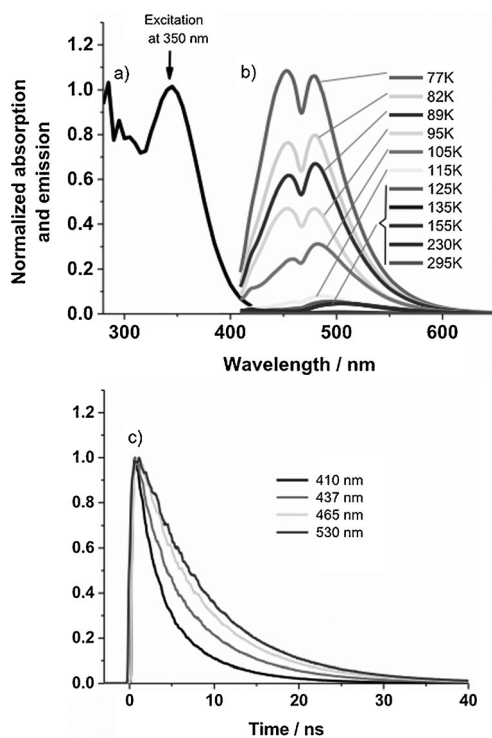 Excitation
at 350 nm
a)
b)
Normalized absorption
and emission
1.2
1.0
0.8
0.6
0.4
0.2
0.0
77K
82K
89K
95K
105K
115K
125K
135K
155K
230K
295K
300
400
500
600
Wavelength / nm
c)
1.2
1.0
0.8
0.6
0.4
0.2
0.0
410 nm
437 nm
465 nm
530 nm
0
10
20
30
40
Time / ns